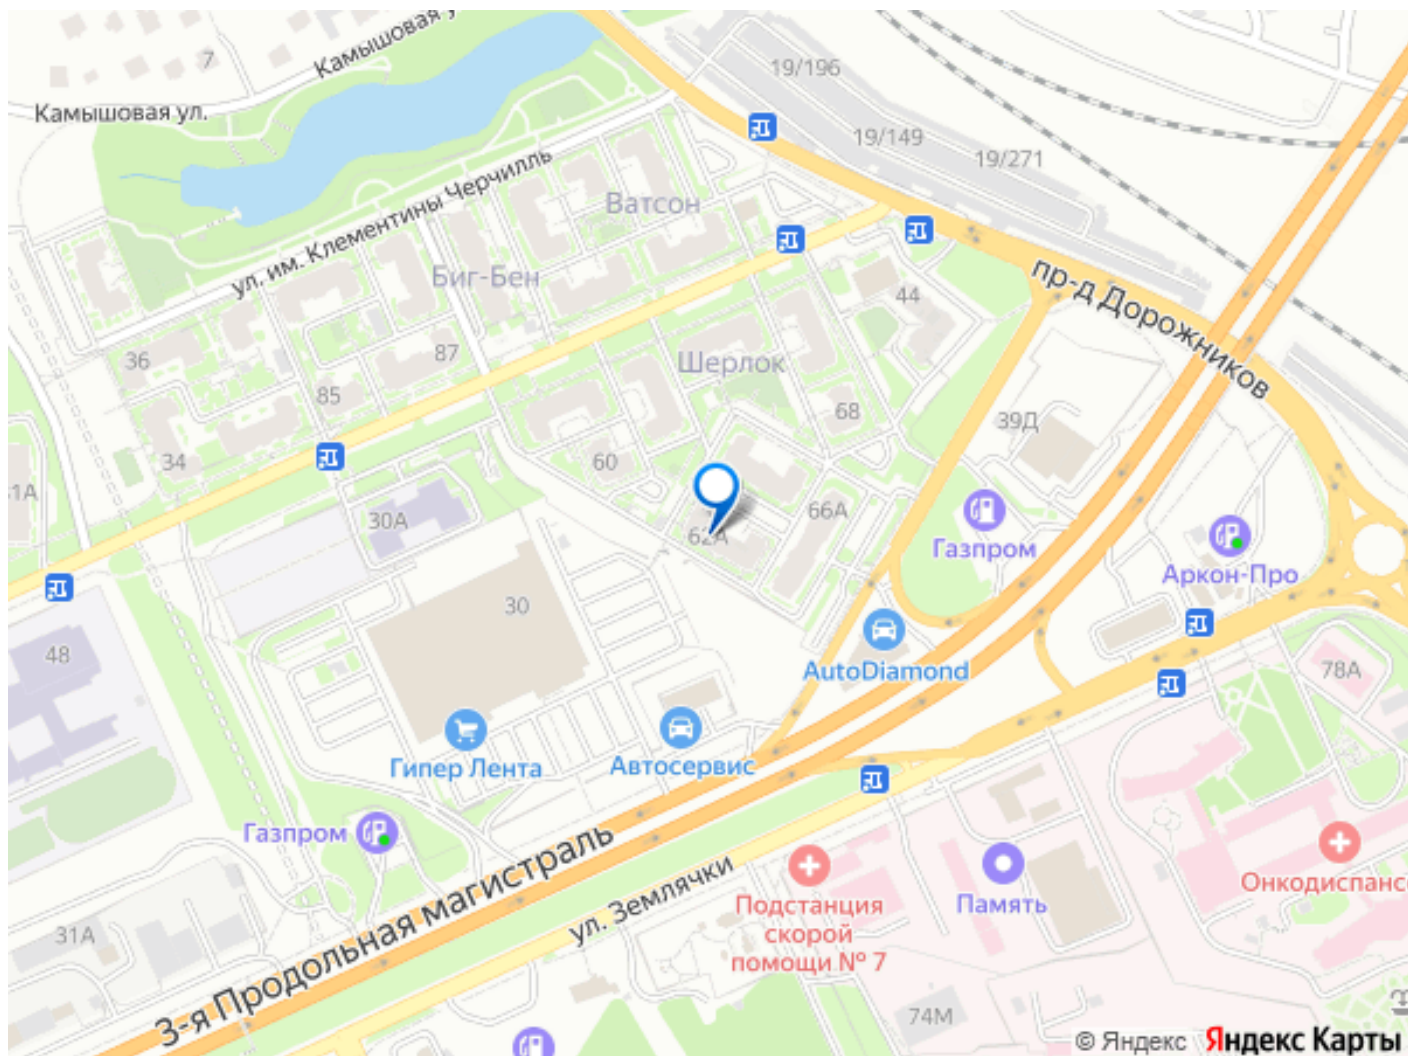 Камышовая ул.
7
Камышовая ул.
19/196
19/149
19/271
ул. им. Клементины Черчилль
Ватсон
Биг-Бен
пр-д Дорожников
44
36
87
Шерлок
85
68
39Д
34
60
31А
30А
62А
66А
Газпром
Аркон-Про
30
48
AutoDiamond
78А
Гипер Лента
Автосервис
Газпром
3-я Продольная магистраль
ул. Землячки
Подстанция
скорой
помощи № 7
Память
Онкодиспансе
31А
74М
© Яндекс Яндекс Карты